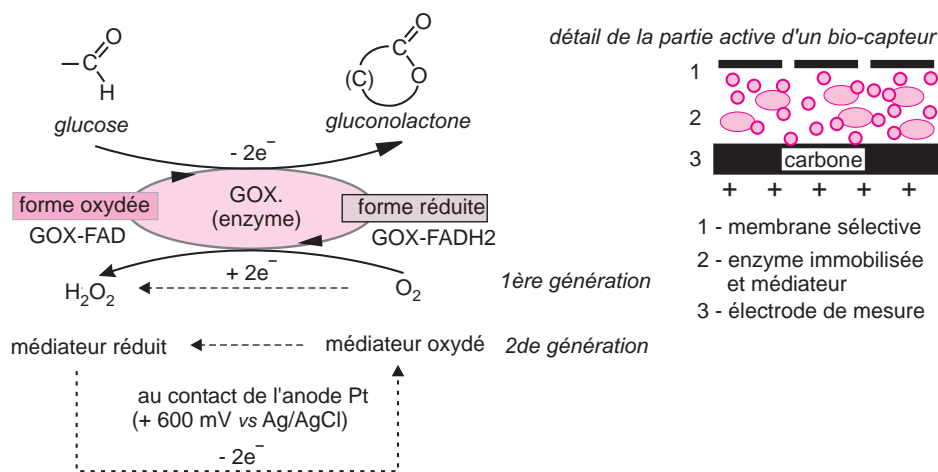 O
C
H
glucose
O
C
(C)
O
gluconolactone
- 2e⁻
forme oxydée
GOX-FAD
GOX.
(enzyme)
forme réduite
GOX-FADH2
+ 2e⁻
H₂O₂
O₂
1ère génération
médiateur réduit
médiateur oxydé
2de génération
au contact de l'anode Pt
(+ 600 mV vs Ag/AgCl)
- 2e⁻
détail de la partie active d'un bio-capteur
1
2
3
carbone
+ + + + +
1 - membrane sélective
2 - enzyme immobilisée
et médiateur
3 - électrode de mesure